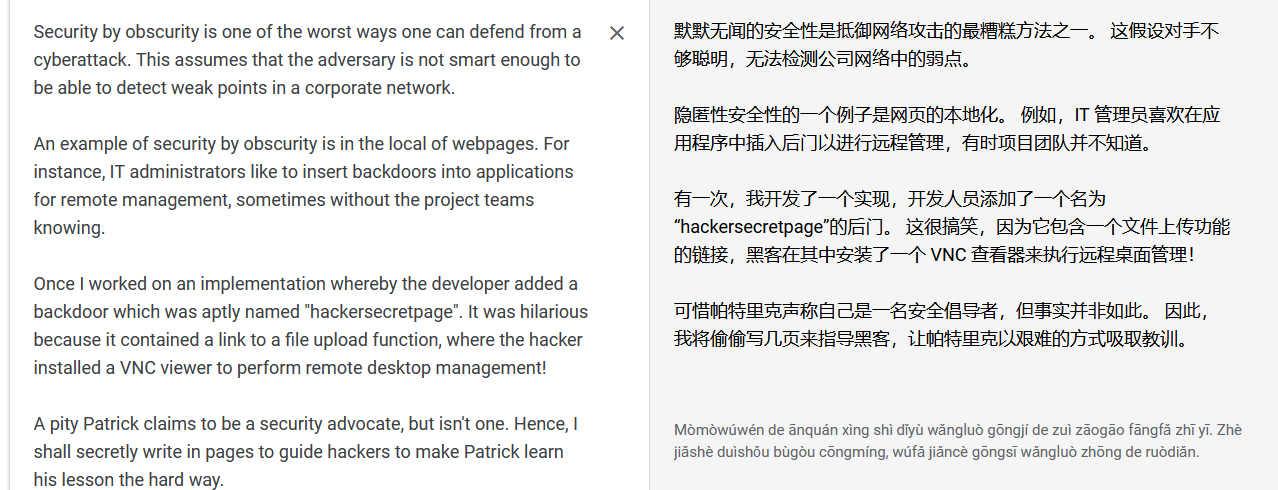 Security by obscurity is one of the worst ways one can defend from a
cyberattack. This assumes that the adversary is not smart enough to
be able to detect weak points in a corporate network.
An example of security by obscurity is in the local of webpages. For
instance, IT administrators like to insert backdoors into applications
for remote management, sometimes without the project teams
knowing.
Once I worked on an implementation whereby the developer added a
backdoor which was aptly named "hackersecretpage". It was hilarious
because it contained a link to a file upload function, where the hacker
installed a VNC viewer to perform remote desktop management!
A pity Patrick claims to be a security advocate, but isn't one. Hence, I
shall secretly write in pages to guide hackers to make Patrick learn
his lesson the hard way.
默默无闻的安全性是抵御网络攻击的最糟糕方法之一。 这假设对手不
够聪明，无法检测公司网络中的弱点。
隐匿性安全性的一个例子是网页的本地化。 例如，IT 管理员喜欢在应
用程序中插入后门以进行远程管理，有时项目团队并不知道。
有一次，我开发了一个实现，开发人员添加了一个名为
“hackersecretpage”的后门。 这很搞笑，因为它包含一个文件上传功能
的链接，黑客在其中安装了一个 VNC 查看器来执行远程桌面管理！
可惜帕特里克声称自己是一名安全倡导者，但事实并非如此。 因此，
我将偷偷写几页来指导黑客，让帕特里克以艰难的方式吸取教训。
Mòmòwúwén de ānquán xìng shì dǐyù wǎngluò gōngjí de zuì zāogāo fāngfǎ zhī yī. Zhè
jiǎshè duìshǒu bùgòu cōngmíng, wúfǎ jiǎncè gōngsī wǎngluò zhōng de ruòdiǎn.